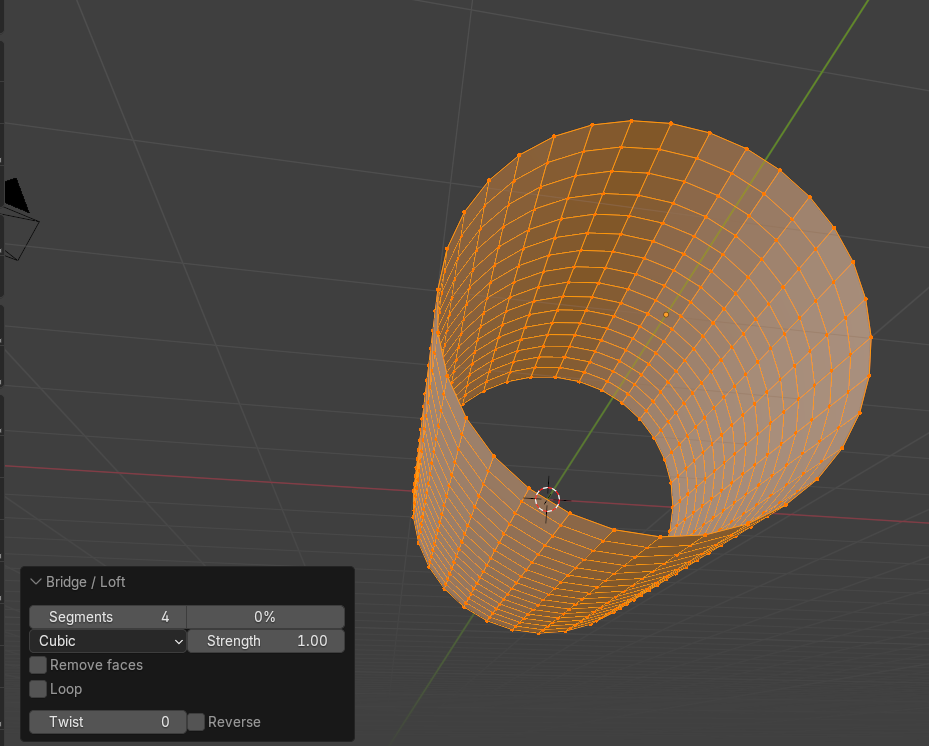 Bridge / Loft
Segments 4 0%
Cubic Strength 1.00
Remove faces
Loop
Twist 0 Reverse